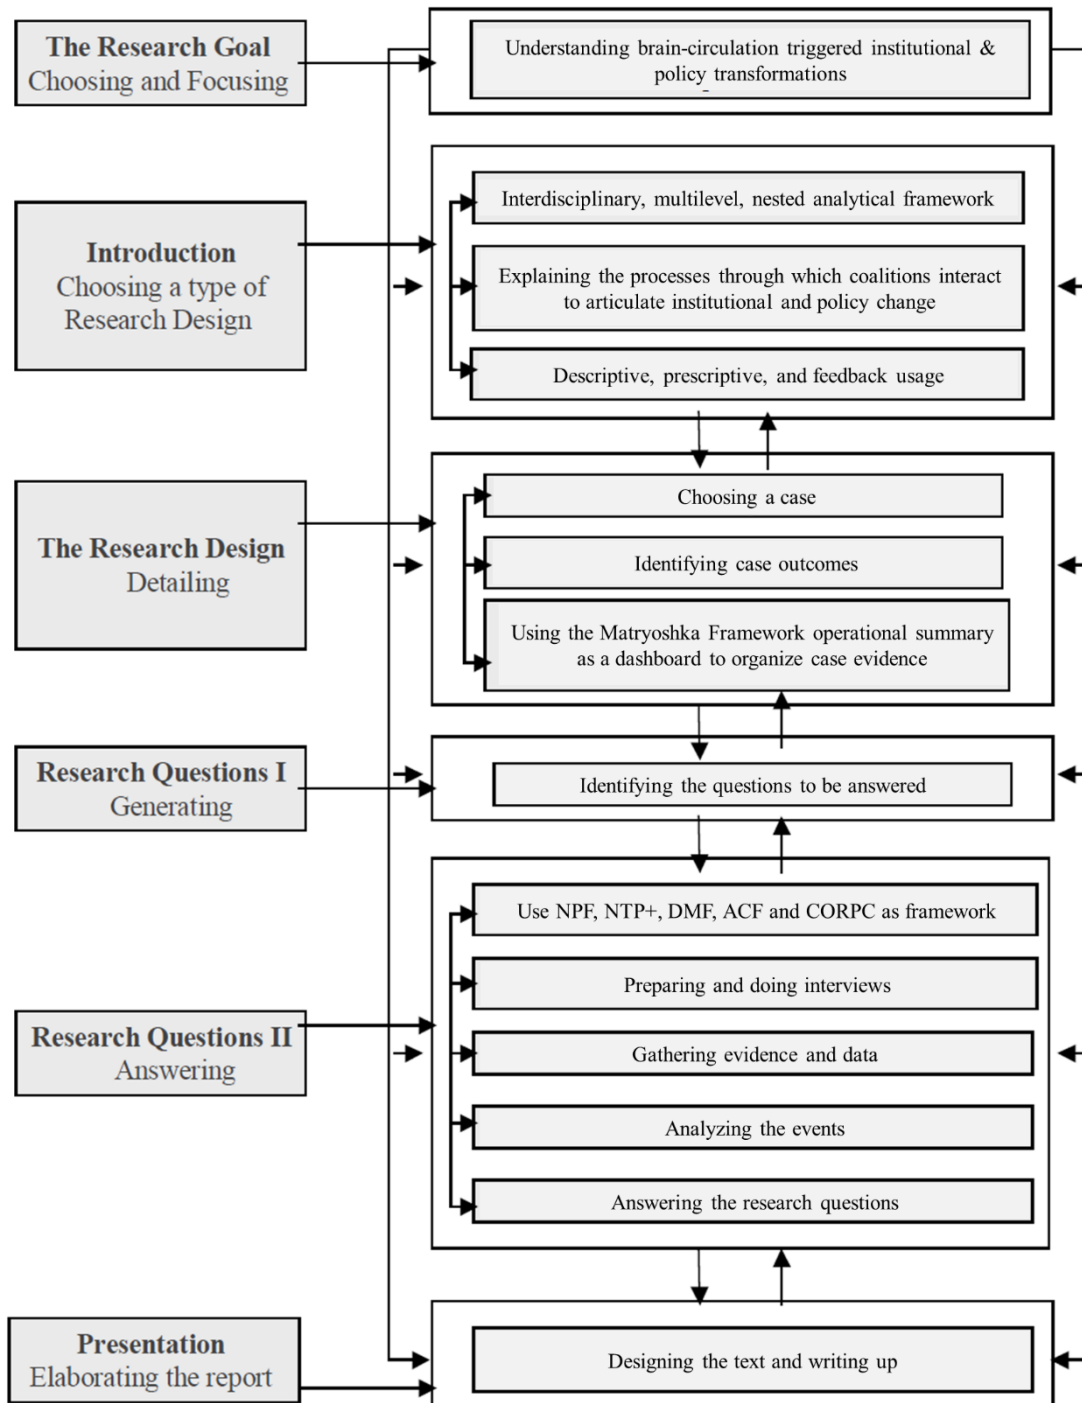 The Research Goal
Choosing and Focusing
Understanding brain-circulation triggered institutional &
policy transformations
Introduction
Choosing a type of
Research Design
Interdisciplinary, multilevel, nested analytical framework
Explaining the processes through which coalitions interact
to articulate institutional and policy change
Descriptive, prescriptive, and feedback usage
The Research Design
Detailing
Choosing a case
Identifying case outcomes
Using the Matryoshka Framework operational summary
as a dashboard to organize case evidence
Research Questions I
Generating
Identifying the questions to be answered
Research Questions II
Answering
Use NPF, NTP+, DMF, ACF and CORPC as framework
Preparing and doing interviews
Gathering evidence and data
Analyzing the events
Answering the research questions
Presentation
Elaborating the report
Designing the text and writing up